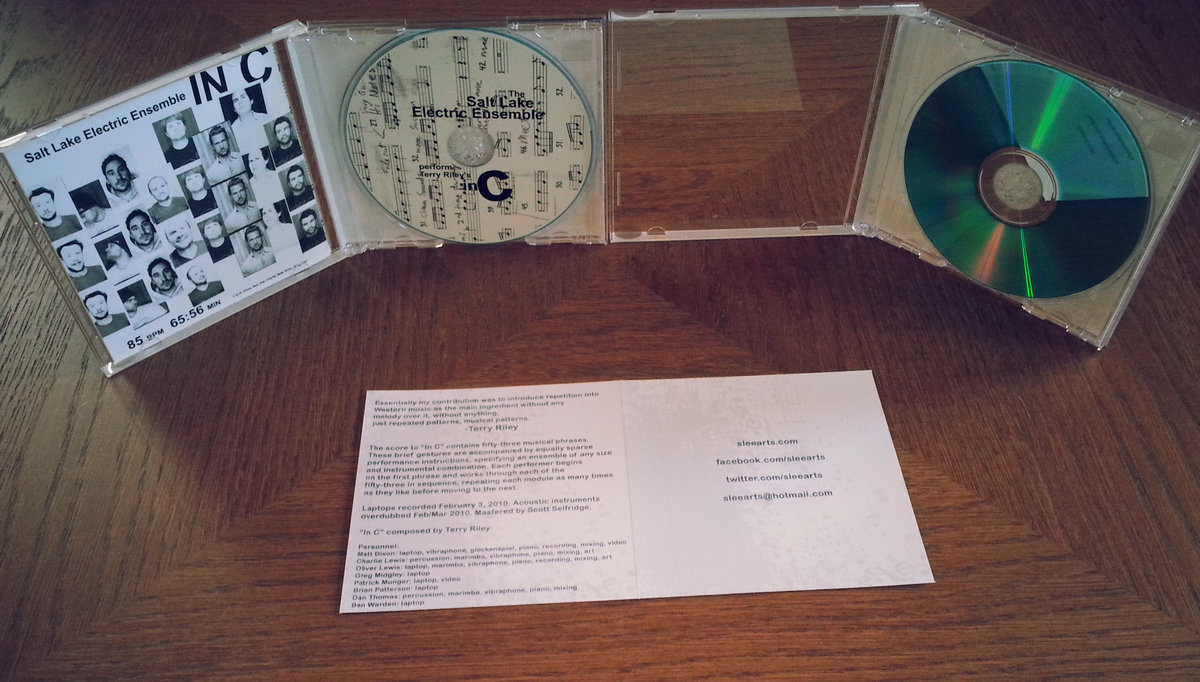 Salt Lake Electric Ensemble IN C
85 BPM 65:56 MIN
The
Salt Lake
Electric Ensemble
perform
Terry Riley's
in C
Essentially my contribution was to introduce repetition into
Western music as the main ingredient without any
melody over it, without anything,
just repeated patterns, musical patterns.
-Terry Riley
The score to "In C" contains fifty-three musical phrases.
These brief gestures are accompanied by equally sparse
performance instructions, specifying an ensemble of any size
and instrumental combination. Each performer begins
on the first phrase and works through each of the
fifty-three in sequence, repeating each module as many times
as they like before moving to the next.
Laptops recorded February 3, 2010. Acoustic instruments
overdubbed Feb/Mar 2010. Mastered by Scott Selfridge.
"In C" composed by Terry Riley
Personnel:
Matt Dixon: laptop, vibraphone, glockenspiel, piano, recording, mixing, video
Charlie Lewis: percussion, marimba, vibraphone, piano, mixing, art
Oliver Lewis: laptop, marimba, vibraphone, piano, recording, mixing, art
Greg Midgley: laptop
Patrick Munger: laptop, video
Brian Patterson: laptop
Dan Thomas: percussion, marimba, vibraphone, piano, mixing
Ben Warden: laptop
sleearts.com
facebook.com/sleearts
twitter.com/sleearts
sleearts@hotmail.com